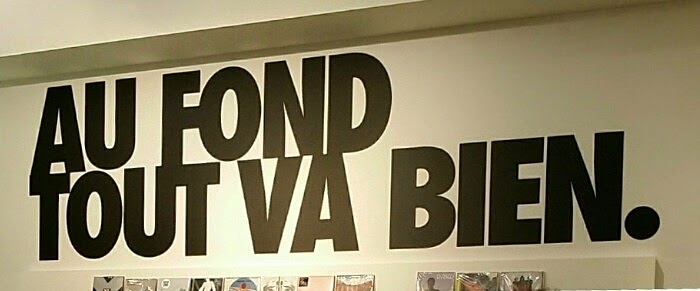 AU FOND
TOUT VA BIEN.